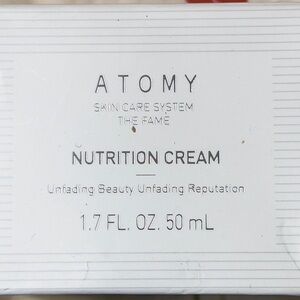 ATOMY
SKIN CARE SYSTEM
THE FAME
NUTRITION CREAM
Unfading Beauty Unfading Reputation
1.7 FL. OZ. 50 mL